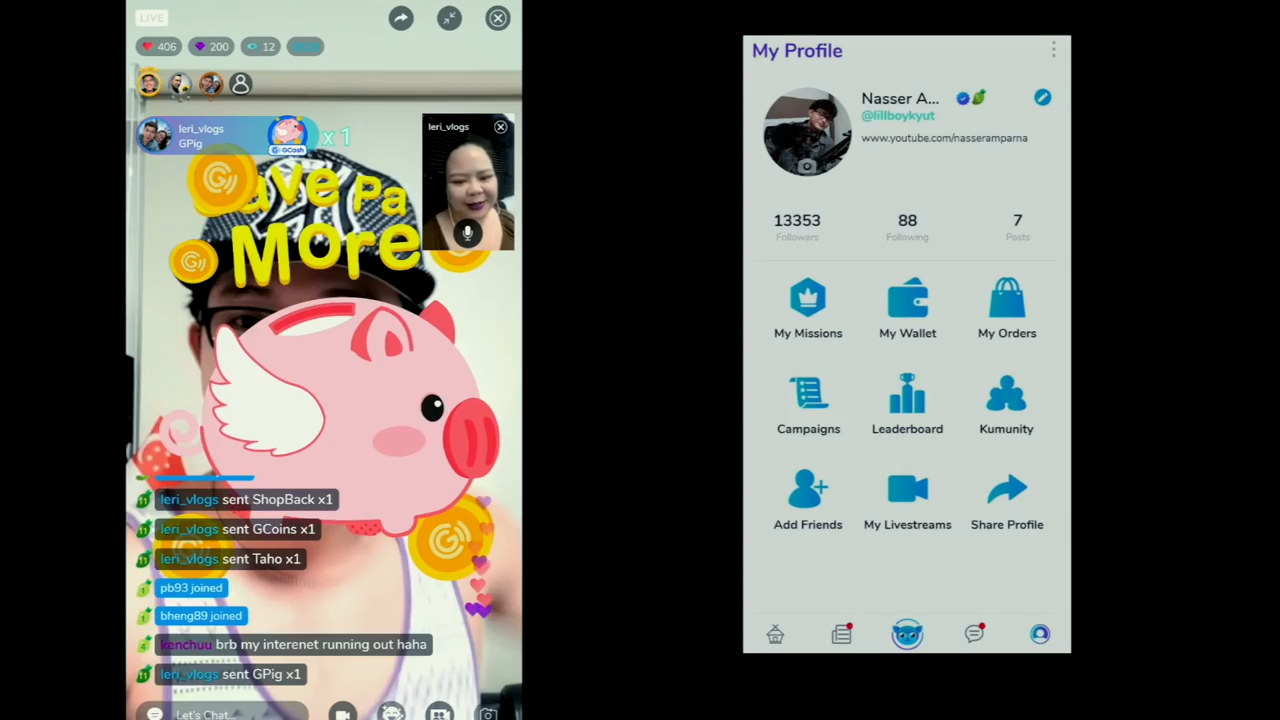 LIVE
406
200
12
leri_vlogs
GPig
GCash
x 1
leri_vlogs
ave Pa
More
leri_vlogs sent ShopBack x1
leri_vlogs sent GCoins x1
leri_vlogs sent Taho x1
pb93 joined
bheng89 joined
kenchuu brb my interenet running out haha
leri_vlogs sent GPig x1
Let's Chat...
My Profile
Nasser A...
@lillboykyut
www.youtube.com/nasseramparna
13353
88
7
Followers
Following
Posts
My Missions
My Wallet
My Orders
Campaigns
Leaderboard
Kumunity
Add Friends
My Livestreams
Share Profile